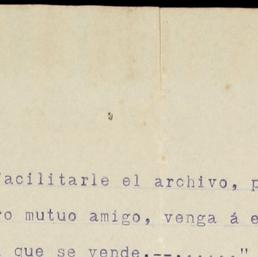 facilitarle el archivo, p
ro mutuo amigo, venga á e
que se vende.--......."